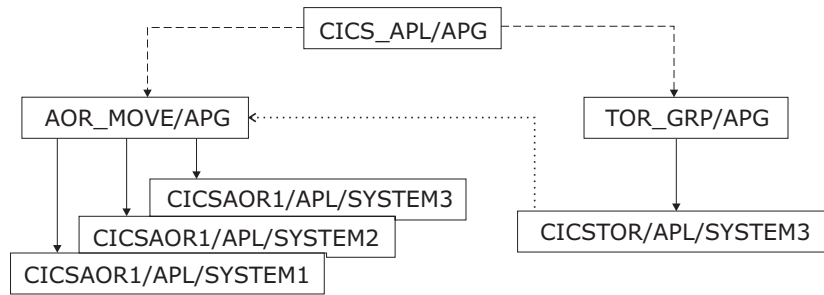 CICS_APL/APG
AOR_MOVE/APG
TOR_GRP/APG
CICSAOR1/APL/SYSTEM3
CICSAOR1/APL/SYSTEM2
CICSTOR/APL/SYSTEM3
CICSAOR1/APL/SYSTEM1